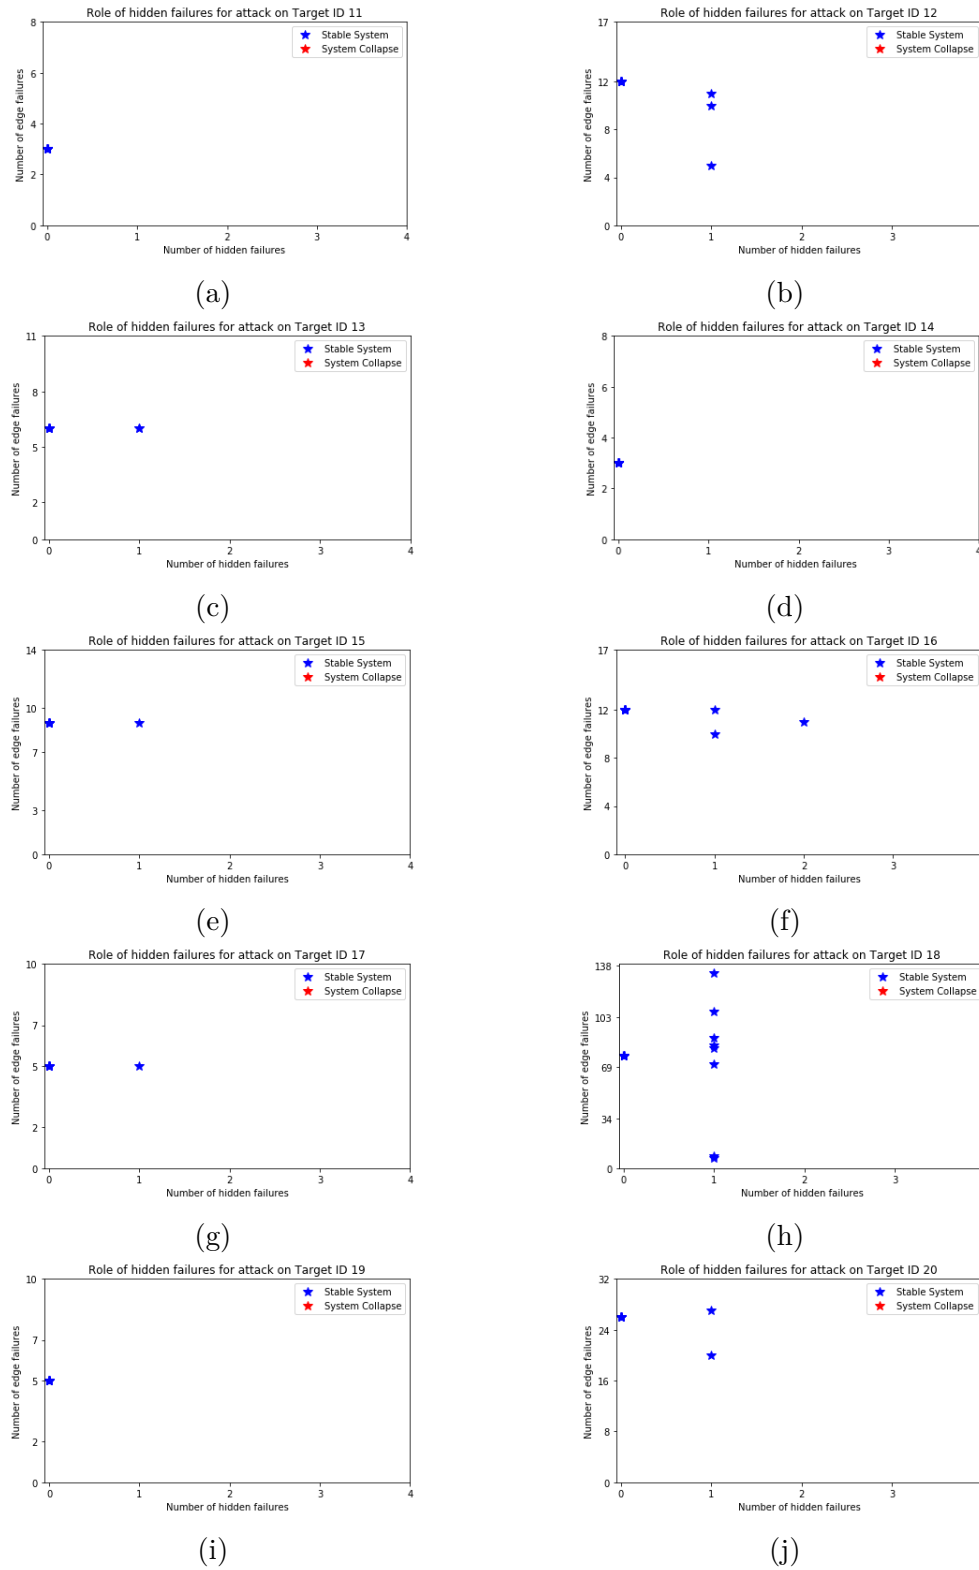 Role of hidden failures for attack on Target ID 11
8
6
4
2
0
Number of edge failures
Stable System
System Collapse
0 1 2 3 4
Number of hidden failures
(a)
Role of hidden failures for attack on Target ID 12
17
12
8
4
0
Number of edge failures
Stable System
System Collapse
0 1 2 3
Number of hidden failures
(b)
Role of hidden failures for attack on Target ID 13
11
8
5
2
0
Number of edge failures
Stable System
System Collapse
0 1 2 3 4
Number of hidden failures
(c)
Role of hidden failures for attack on Target ID 14
8
6
4
2
0
Number of edge failures
Stable System
System Collapse
0 1 2 3 4
Number of hidden failures
(d)
Role of hidden failures for attack on Target ID 15
14
10
7
3
0
Number of edge failures
Stable System
System Collapse
0 1 2 3 4
Number of hidden failures
(e)
Role of hidden failures for attack on Target ID 16
17
12
8
4
0
Number of edge failures
Stable System
System Collapse
0 1 2 3
Number of hidden failures
(f)
Role of hidden failures for attack on Target ID 17
10
7
5
2
0
Number of edge failures
Stable System
System Collapse
0 1 2 3 4
Number of hidden failures
(g)
Role of hidden failures for attack on Target ID 18
138
103
69
34
0
Number of edge failures
Stable System
System Collapse
0 1 2 3
Number of hidden failures
(h)
Role of hidden failures for attack on Target ID 19
10
7
5
2
0
Number of edge failures
Stable System
System Collapse
0 1 2 3 4
Number of hidden failures
(i)
Role of hidden failures for attack on Target ID 20
32
24
16
8
0
Number of edge failures
Stable System
System Collapse
0 1 2 3
Number of hidden failures
(j)